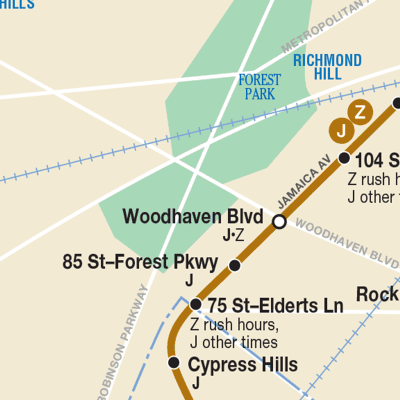 HILLS
METROPOLITAN
RICHMOND
HILL
FOREST
PARK
Z
J
104 S
Z rush h
J other t
JAMAICA AV
Woodhaven Blvd
J•Z
WOODHAVEN BLVD
85 St–Forest Pkwy
J
Rock
75 St–Elderts Ln
Z rush hours,
J other times
ROBINSON PARKWAY
Cypress Hills
J